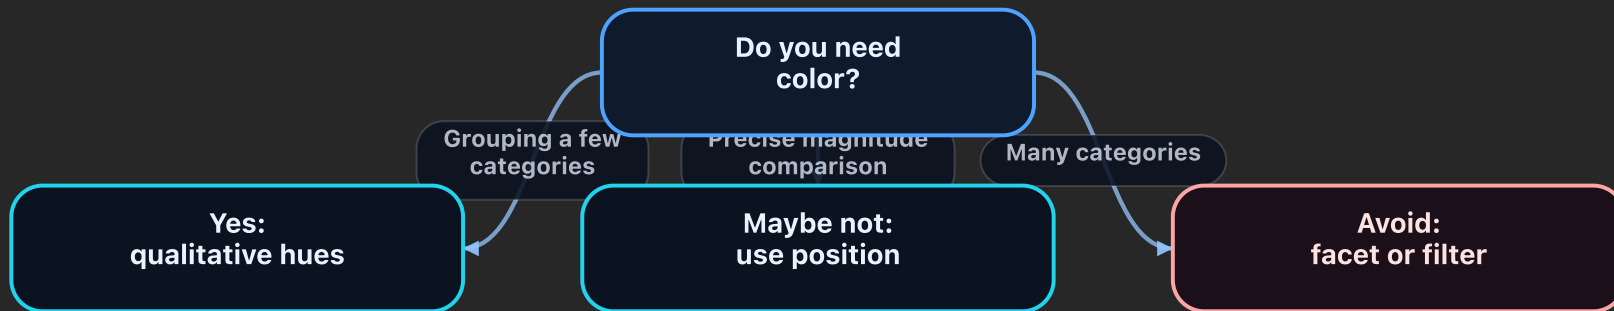 Do you need
color?
Grouping a few
categories
Precise magnitude
comparison
Many categories
Yes:
qualitative hues
Maybe not:
use position
Avoid:
facet or filter